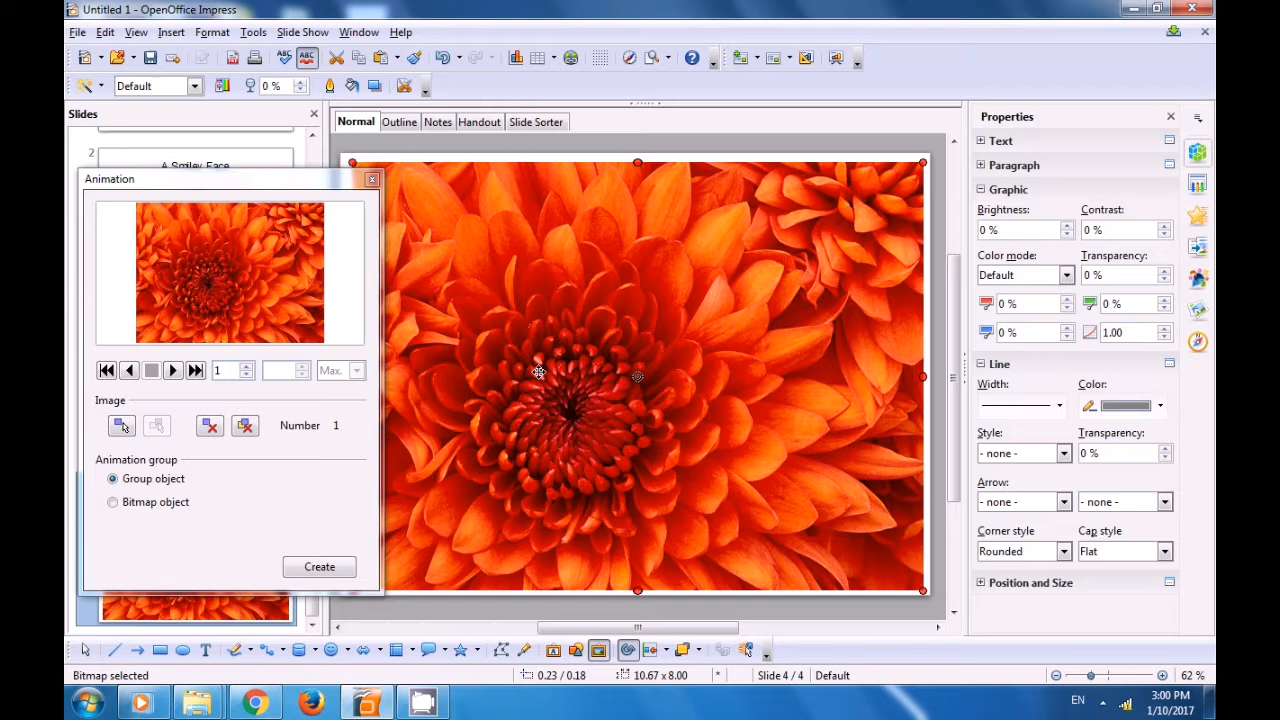 Untitled 1 - OpenOffice Impress
File Edit View Insert Format Tools Slide Show Window Help
Default 0 %
Slides
Normal Outline Notes Handout Slide Sorter
Properties
2
A Smiley Face
Animation
Text
Paragraph
Graphic
Brightness: Contrast:
0 % 0 %
Color mode: Transparency:
Default 0 %
0 % 0 %
0 % 1.00
1 Max.
Image
Number 1
Animation group
Group object
Bitmap object
Create
Line
Width: Color:
Style: Transparency:
- none - 0 %
Arrow:
- none - - none -
Corner style Cap style
Rounded Flat
Position and Size
Bitmap selected 0.23 / 0.18 10.67 x 8.00 * Slide 4 / 4 Default 62 %
EN 3:00 PM
1/10/2017